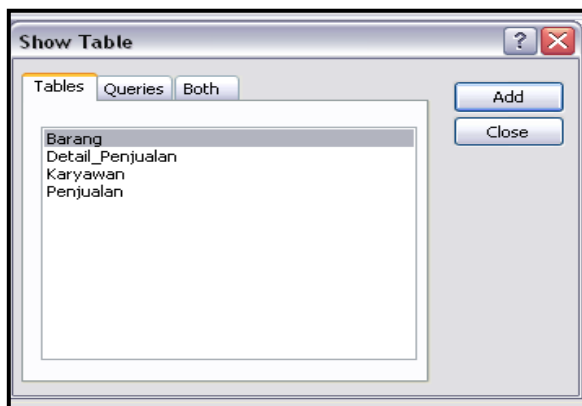 Show Table
?
Tables Queries Both
Add
Close
Barang
Detail_Penjualan
Karyawan
Penjualan